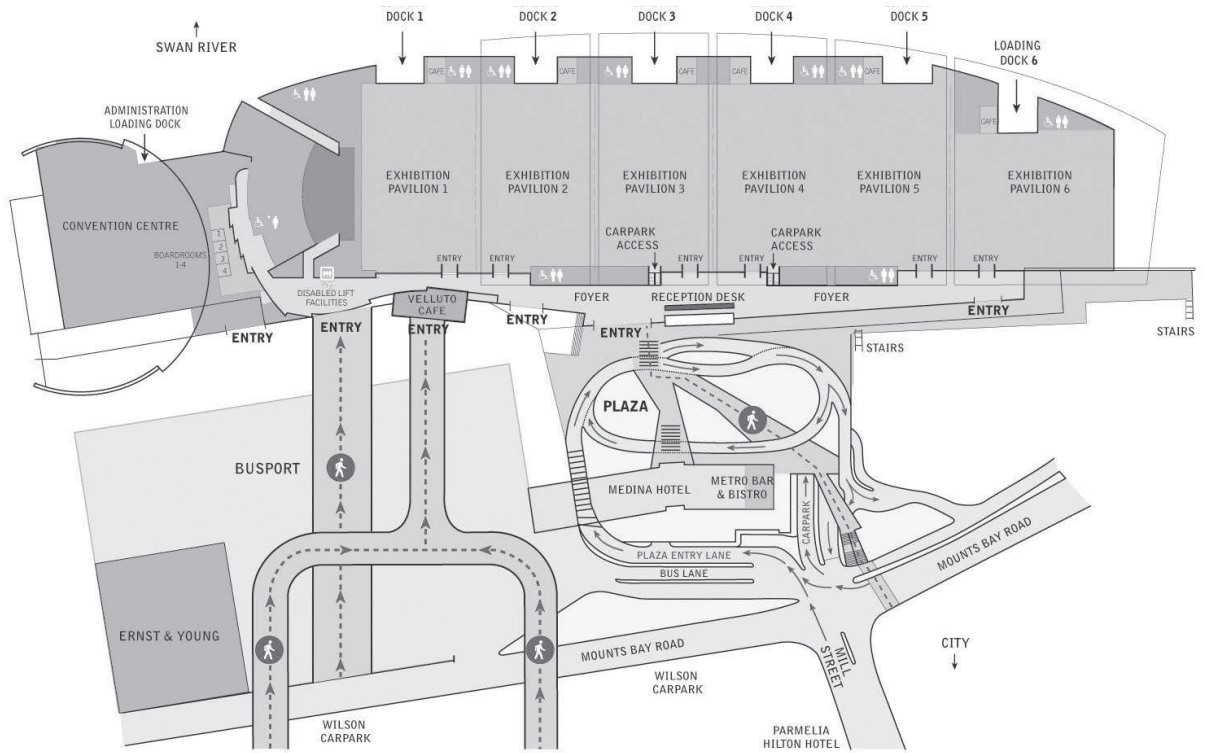 DOCK 1
DOCK 2
DOCK 3
DOCK 4
DOCK 5
SWAN RIVER
LOADING
DOCK 6
CAFE
CAFE
CAFE
CAFE
CAFE
CAFE
ADMINISTRATION
LOADING DOCK
EXHIBITION
PAVILION 1
EXHIBITION
PAVILION 2
EXHIBITION
PAVILION 3
EXHIBITION
PAVILION 4
EXHIBITION
PAVILION 5
EXHIBITION
PAVILION 6
CONVENTION CENTRE
BOARDROOMS
1-4
1
2
3
4
CARPARK
ACCESS
CARPARK
ACCESS
ENTRY
ENTRY
ENTRY
ENTRY
ENTRY
ENTRY
DISABLED LIFT
FACILITIES
VELLUTO
CAFE
FOYER
RECEPTION DESK
FOYER
ENTRY
ENTRY
ENTRY
ENTRY
ENTRY
ENTRY
STAIRS
STAIRS
PLAZA
BUSPORT
MEDINA HOTEL
METRO BAR
& BISTRO
CARPARK
PLAZA ENTRY LANE
BUS LANE
MOUNTS BAY ROAD
ERNST & YOUNG
MOUNTS BAY ROAD
MILL
STREET
CITY
WILSON
CARPARK
WILSON
CARPARK
PARMELIA
HILTON HOTEL